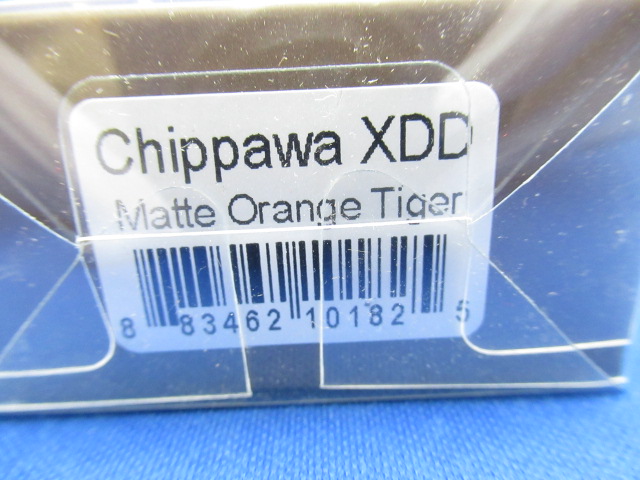 Chippawa XDD
Matte Orange Tiger
8 83462 10182 5